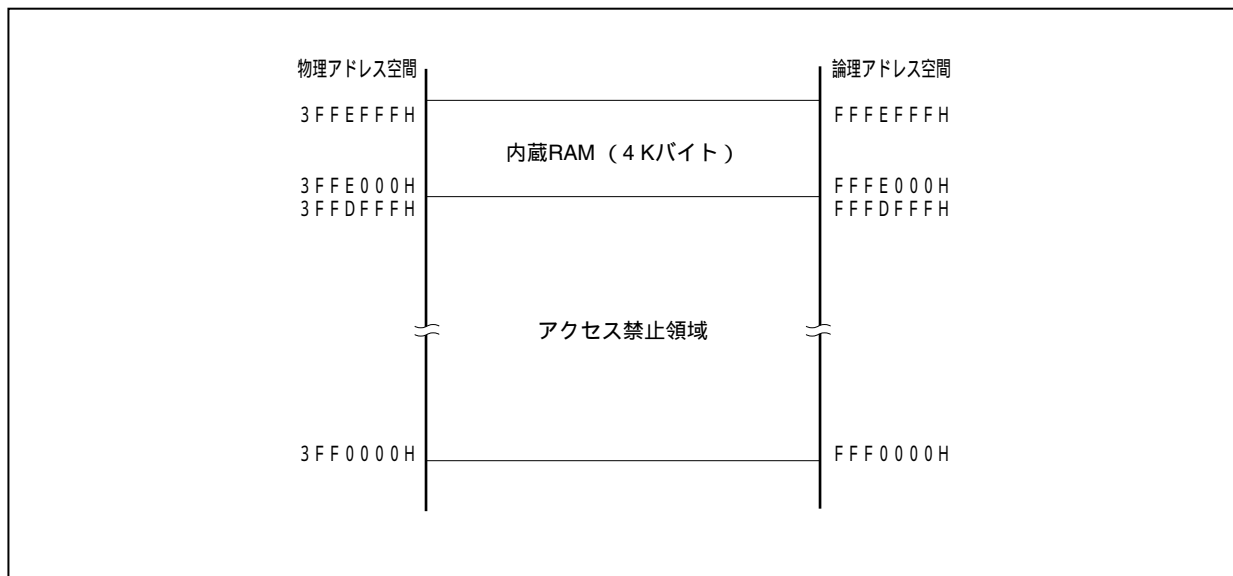 物理アドレス空間 論理アドレス空間
3FFEFFFH FFFEFFFH
内蔵RAM（4 Kバイト）
3FFE000H FFFE000H
3FFDFFFH FFFDFFFH
アクセス禁止領域
3FF0000H FFF0000H